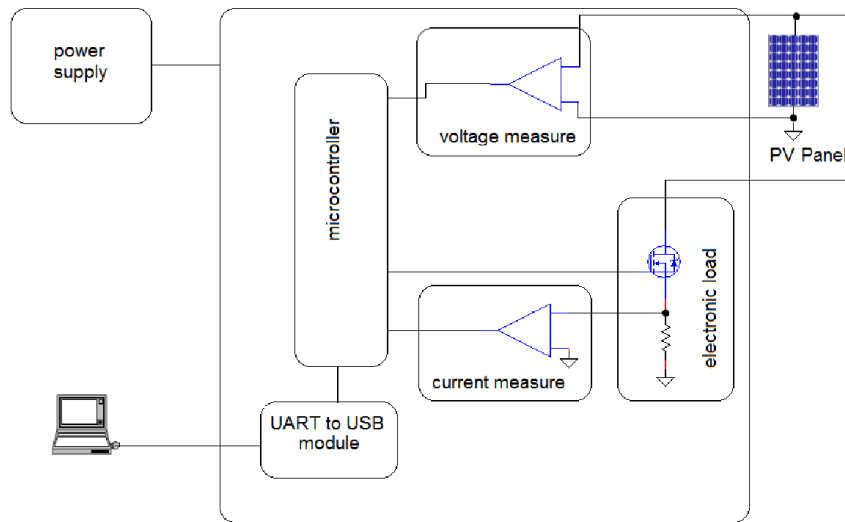 power
supply
microcontroller
voltage measure
PV Panel
electronic load
current measure
UART to USB
module